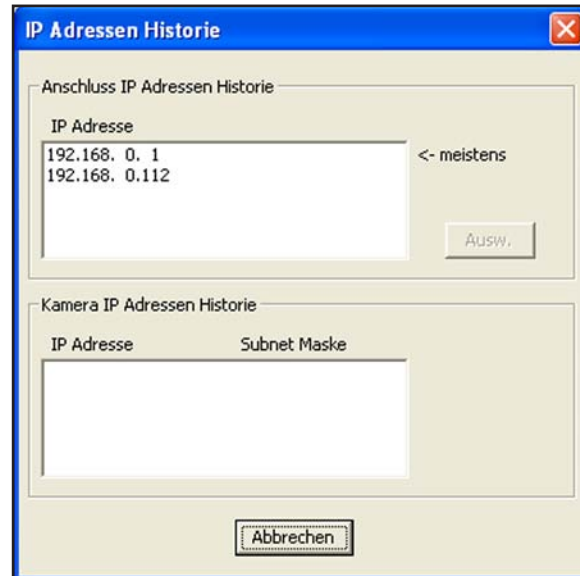 IP Adressen Historie
Anschluss IP Adressen Historie
IP Adresse
192.168. 0. 1 <- meistens
192.168. 0.112
Ausw.
Kamera IP Adressen Historie
IP Adresse Subnet Maske
Abbrechen